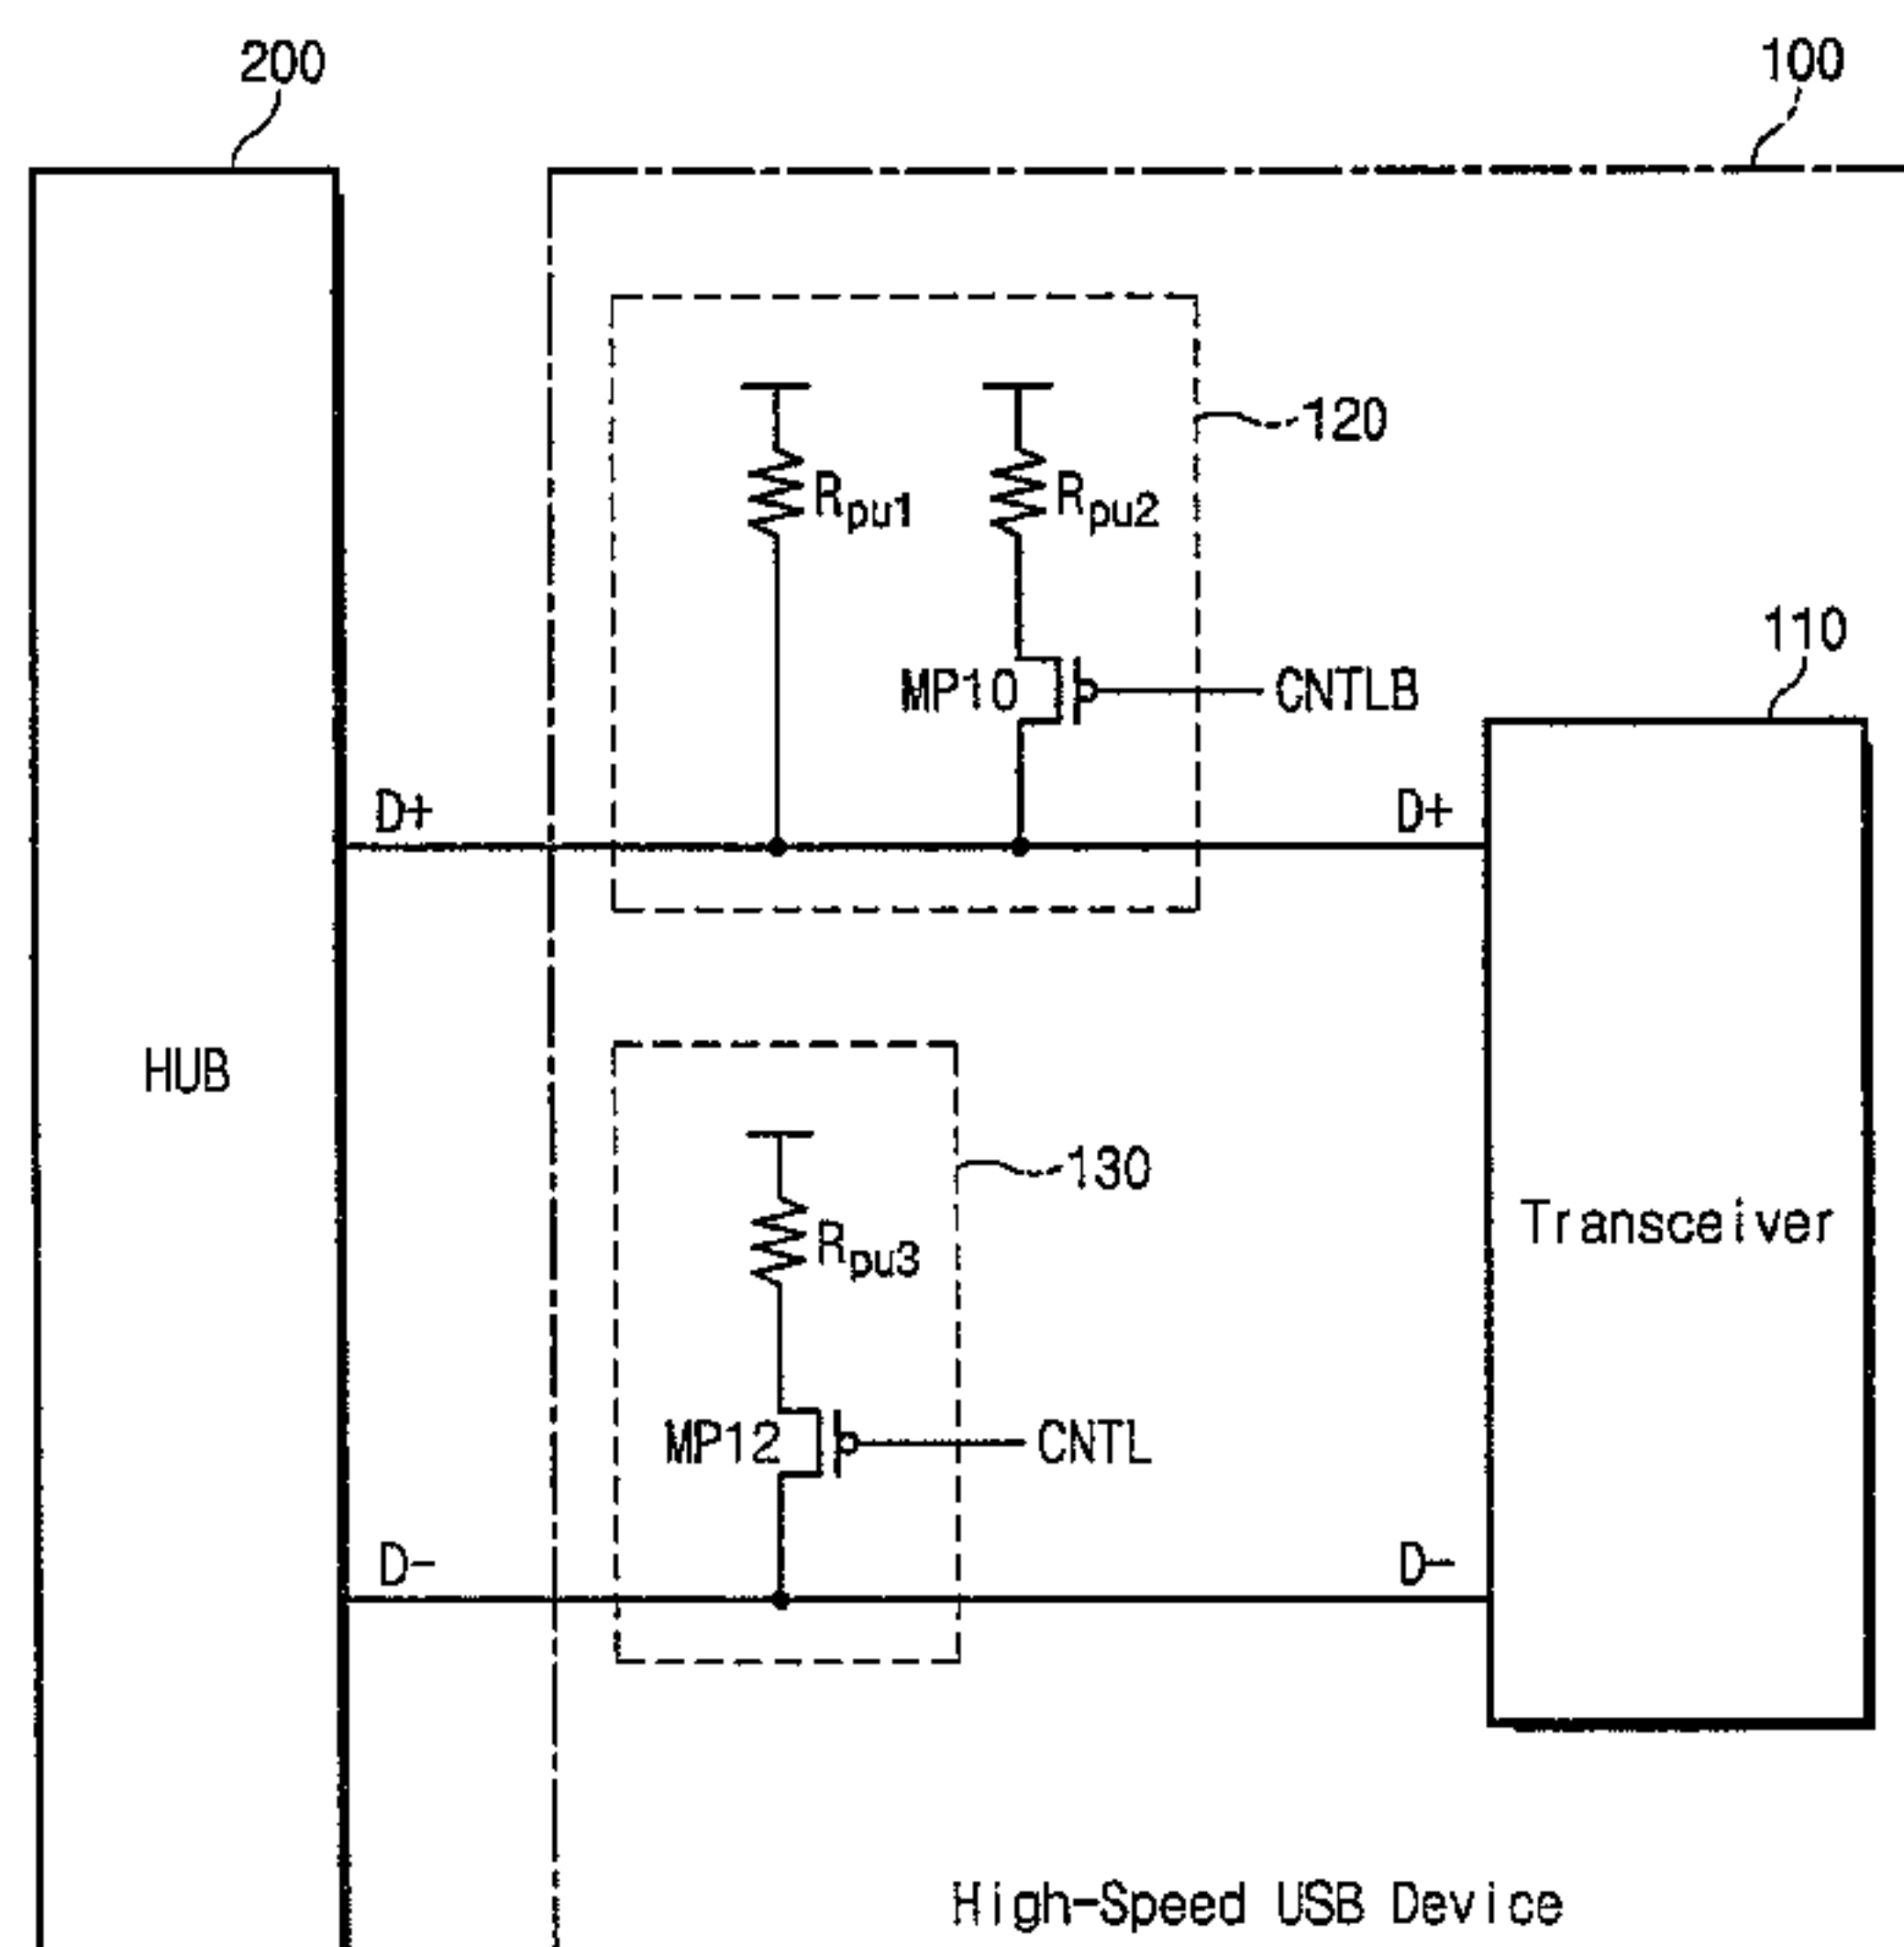 200
100
120
Rpu1
Rpu2
110
MP10
CNTLB
D+
D+
HUB
130
Transceiver
Rpu3
MP12
CNTL
D-
D-
High-Speed USB Device